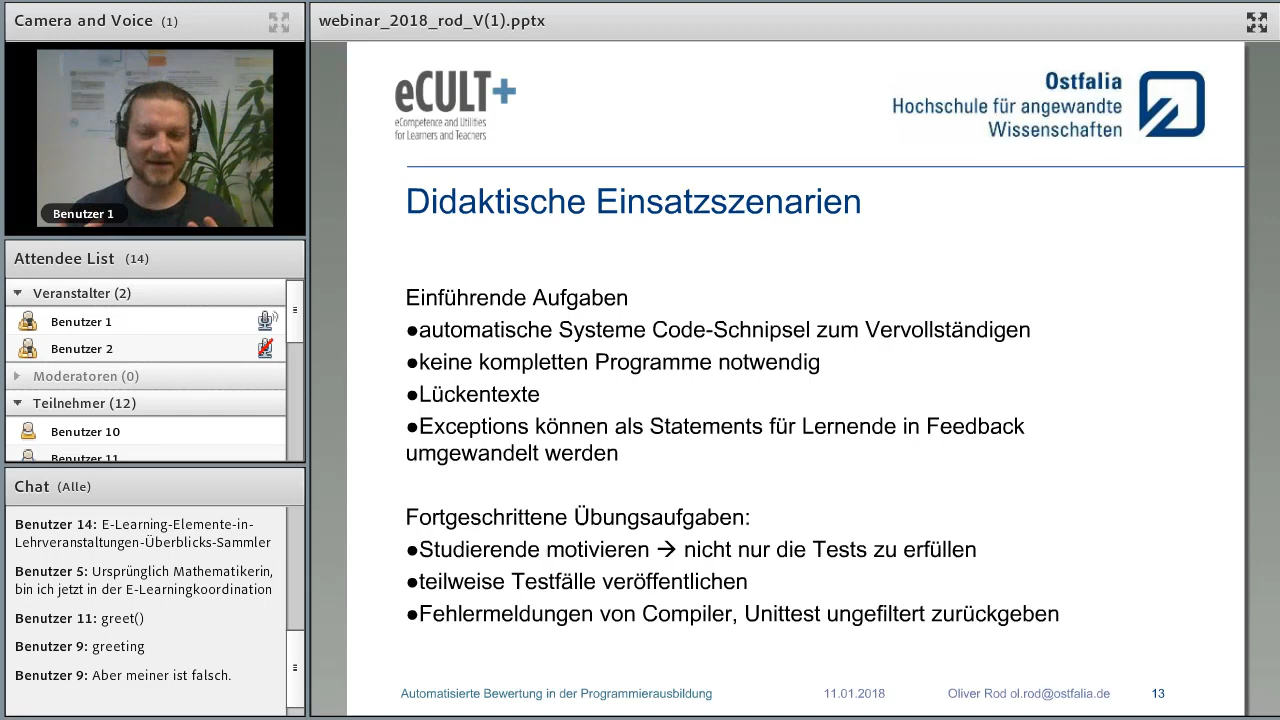 Camera and Voice (1)
Benutzer 1
Attendee List (14)
Veranstalter (2)
Benutzer 1
Benutzer 2
Moderatoren (0)
Teilnehmer (12)
Benutzer 10
Benutzer 11
Chat (Alle)
Benutzer 14: E-Learning-Elemente-in-
Lehrveranstaltungen-Überblicks-Sammler
Benutzer 5: Ursprünglich Mathematikerin,
bin ich jetzt in der E-Learningkoordination
Benutzer 11: greet()
Benutzer 9: greeting
Benutzer 9: Aber meiner ist falsch.
webinar_2018_rod_V(1).pptx
eCULT+
eCompetence and Utilities
for Learners and Teachers
Ostfalia
Hochschule für angewandte
Wissenschaften
Didaktische Einsatzszenarien
Einführende Aufgaben
●automatische Systeme Code-Schnipsel zum Vervollständigen
●keine kompletten Programme notwendig
●Lückentexte
●Exceptions können als Statements für Lernende in Feedback
umgewandelt werden
Fortgeschrittene Übungsaufgaben:
●Studierende motivieren → nicht nur die Tests zu erfüllen
●teilweise Testfälle veröffentlichen
●Fehlermeldungen von Compiler, Unittest ungefiltert zurückgeben
Automatisierte Bewertung in der Programmierausbildung
11.01.2018
Oliver Rod ol.rod@ostfalia.de
13